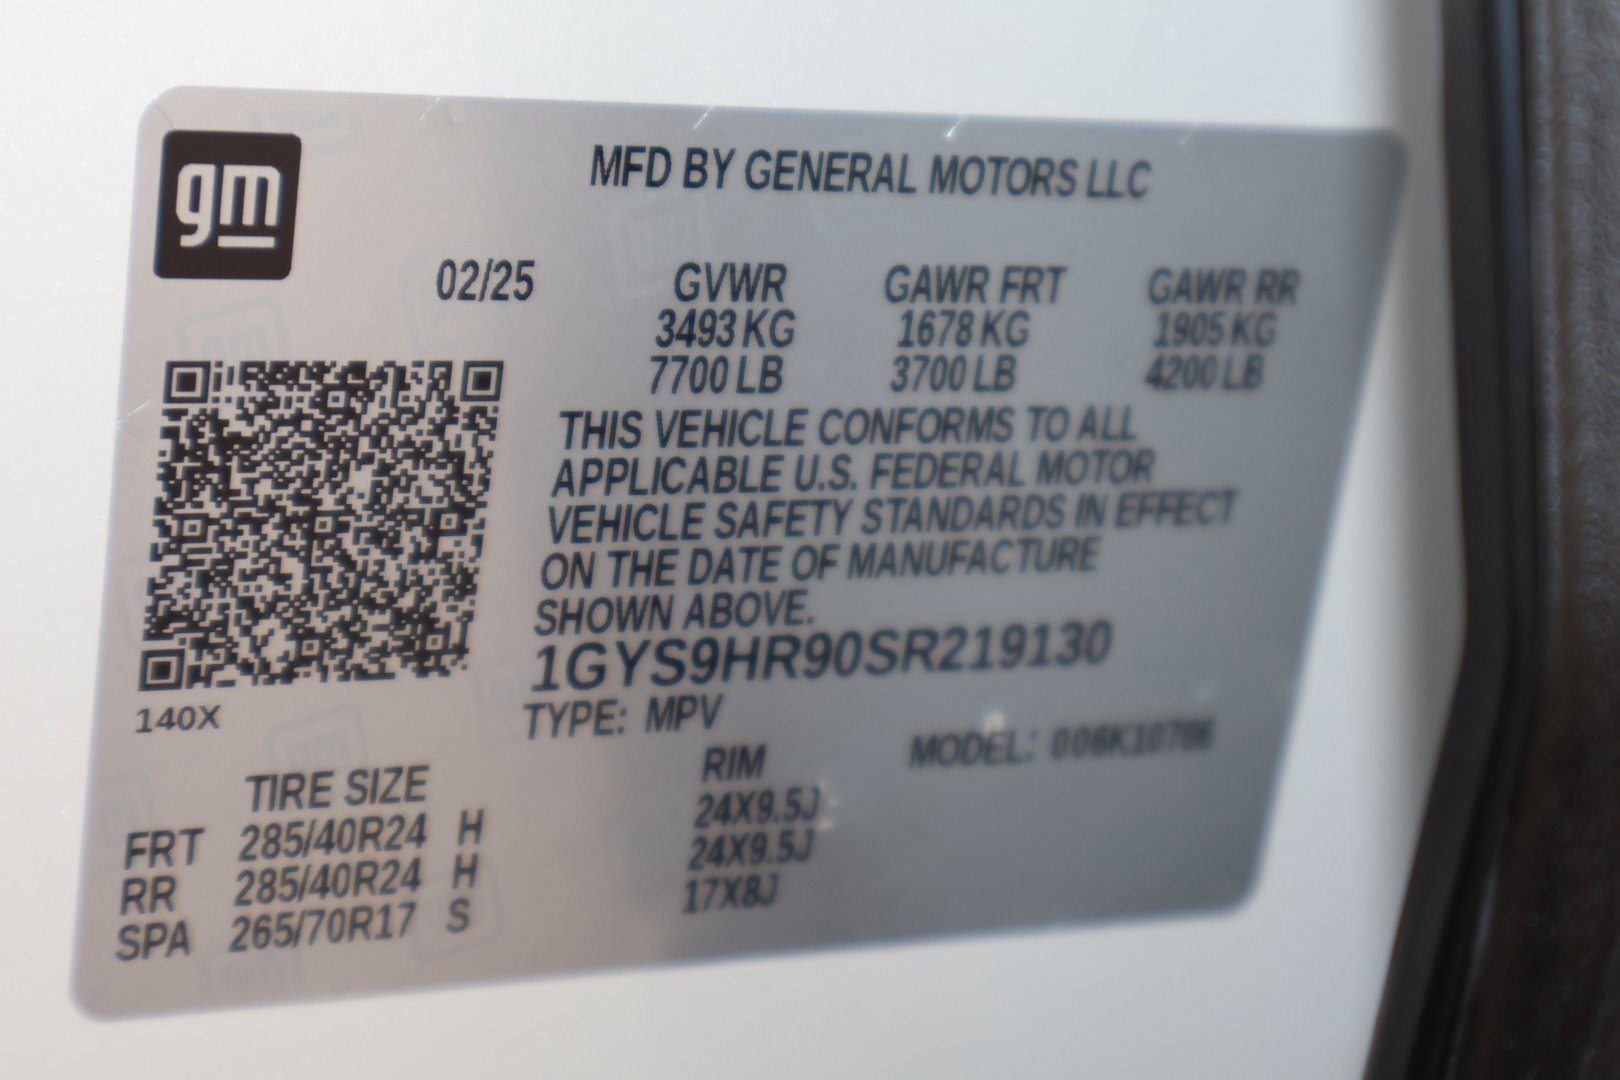 gm
MFD BY GENERAL MOTORS LLC
02/25 GVWR GAWR FRT GAWR RR
3493 KG 1678 KG 1905 KG
7700 LB 3700 LB 4200 LB
THIS VEHICLE CONFORMS TO ALL
APPLICABLE U.S. FEDERAL MOTOR
VEHICLE SAFETY STANDARDS IN EFFECT
ON THE DATE OF MANUFACTURE
SHOWN ABOVE.
1GYS9HR90SR219130
140X
TYPE: MPV MODEL: 006K10706
TIRE SIZE RIM
FRT 285/40R24 H 24X9.5J
RR 285/40R24 H 24X9.5J
SPA 265/70R17 S 17X8J